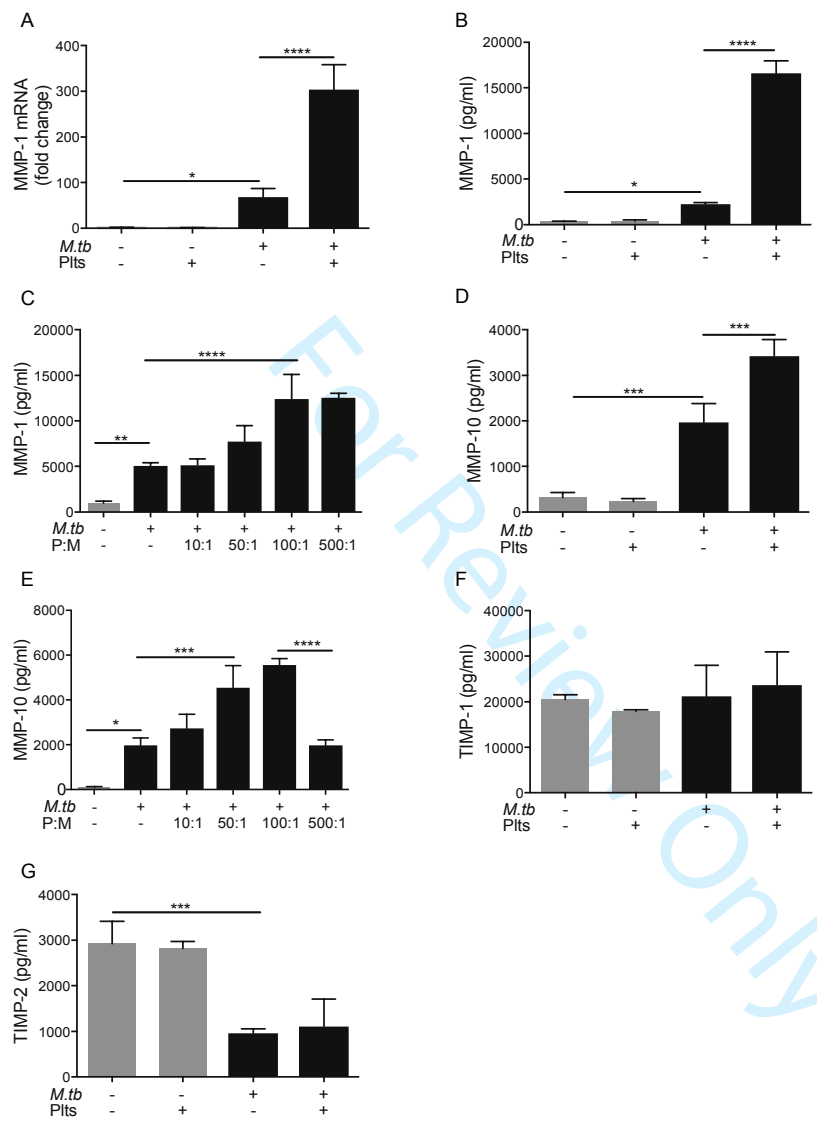 A
MMP-1 mRNA
(fold change)
400
300
200
100
0
*
****
M.tb - - + +
Plts - + - +
B
MMP-1 (pg/ml)
20000
15000
10000
5000
0
*
****
M.tb - - + +
Plts - + - +
C
MMP-1 (pg/ml)
20000
15000
10000
5000
0
**
****
M.tb - + + + + +
P:M - - 10:1 50:1 100:1 500:1
D
MMP-10 (pg/ml)
4000
3000
2000
1000
0
***
***
M.tb - - + +
Plts - + - +
E
MMP-10 (pg/ml)
8000
6000
4000
2000
0
*
***
****
M.tb - + + + + +
P:M - - 10:1 50:1 100:1 500:1
F
TIMP-1 (pg/ml)
40000
30000
20000
10000
0
M.tb - - + +
Plts - + - +
G
TIMP-2 (pg/ml)
4000
3000
2000
1000
0
***
M.tb - - + +
Plts - + - +
For Review Only